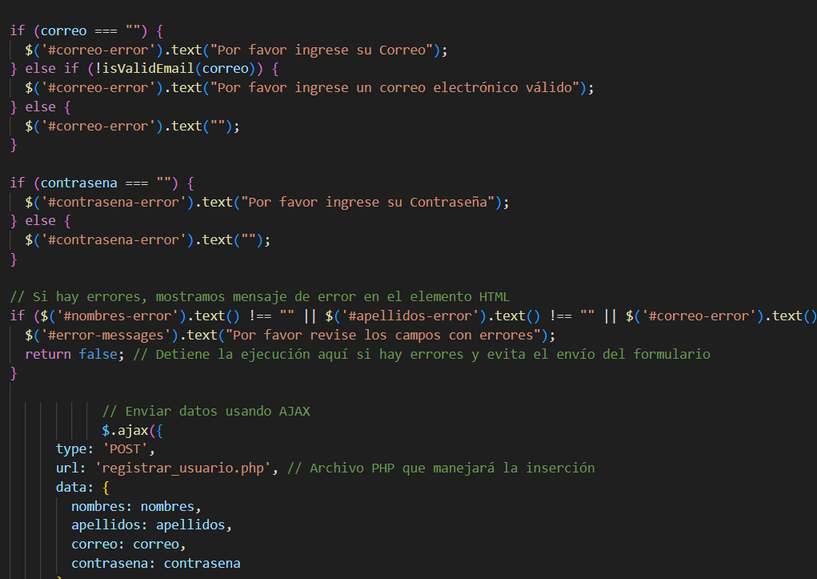 if (correo === "") {
$('#correo-error').text("Por favor ingrese su Correo");
} else if (!isValidEmail(correo)) {
$('#correo-error').text("Por favor ingrese un correo electrónico válido");
} else {
$('#correo-error').text("");
}
if (contrasena === "") {
$('#contrasena-error').text("Por favor ingrese su Contraseña");
} else {
$('#contrasena-error').text("");
}
// Si hay errores, mostramos mensaje de error en el elemento HTML
if ($('#nombres-error').text() !== "" || $('#apellidos-error').text() !== "" || $('#correo-error').text()
$('#error-messages').text("Por favor revise los campos con errores");
return false; // Detiene la ejecución aquí si hay errores y evita el envío del formulario
}
// Enviar datos usando AJAX
$.ajax({
type: 'POST',
url: 'registrar_usuario.php', // Archivo PHP que manejará la inserción
data: {
nombres: nombres,
apellidos: apellidos,
correo: correo,
contrasena: contrasena